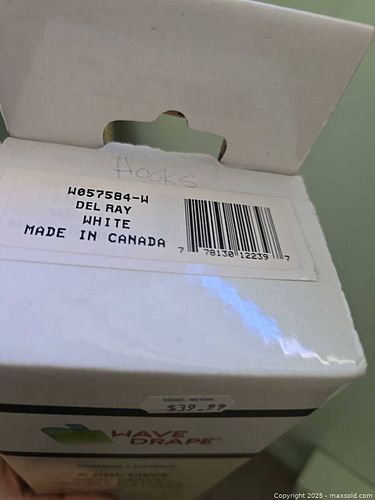 Hooks
W057584-W
DEL RAY
WHITE
MADE IN CANADA
7 78130 12239 7
$39.99
WAVE
DRAPE®
Copyright 2025 - maxsold.com